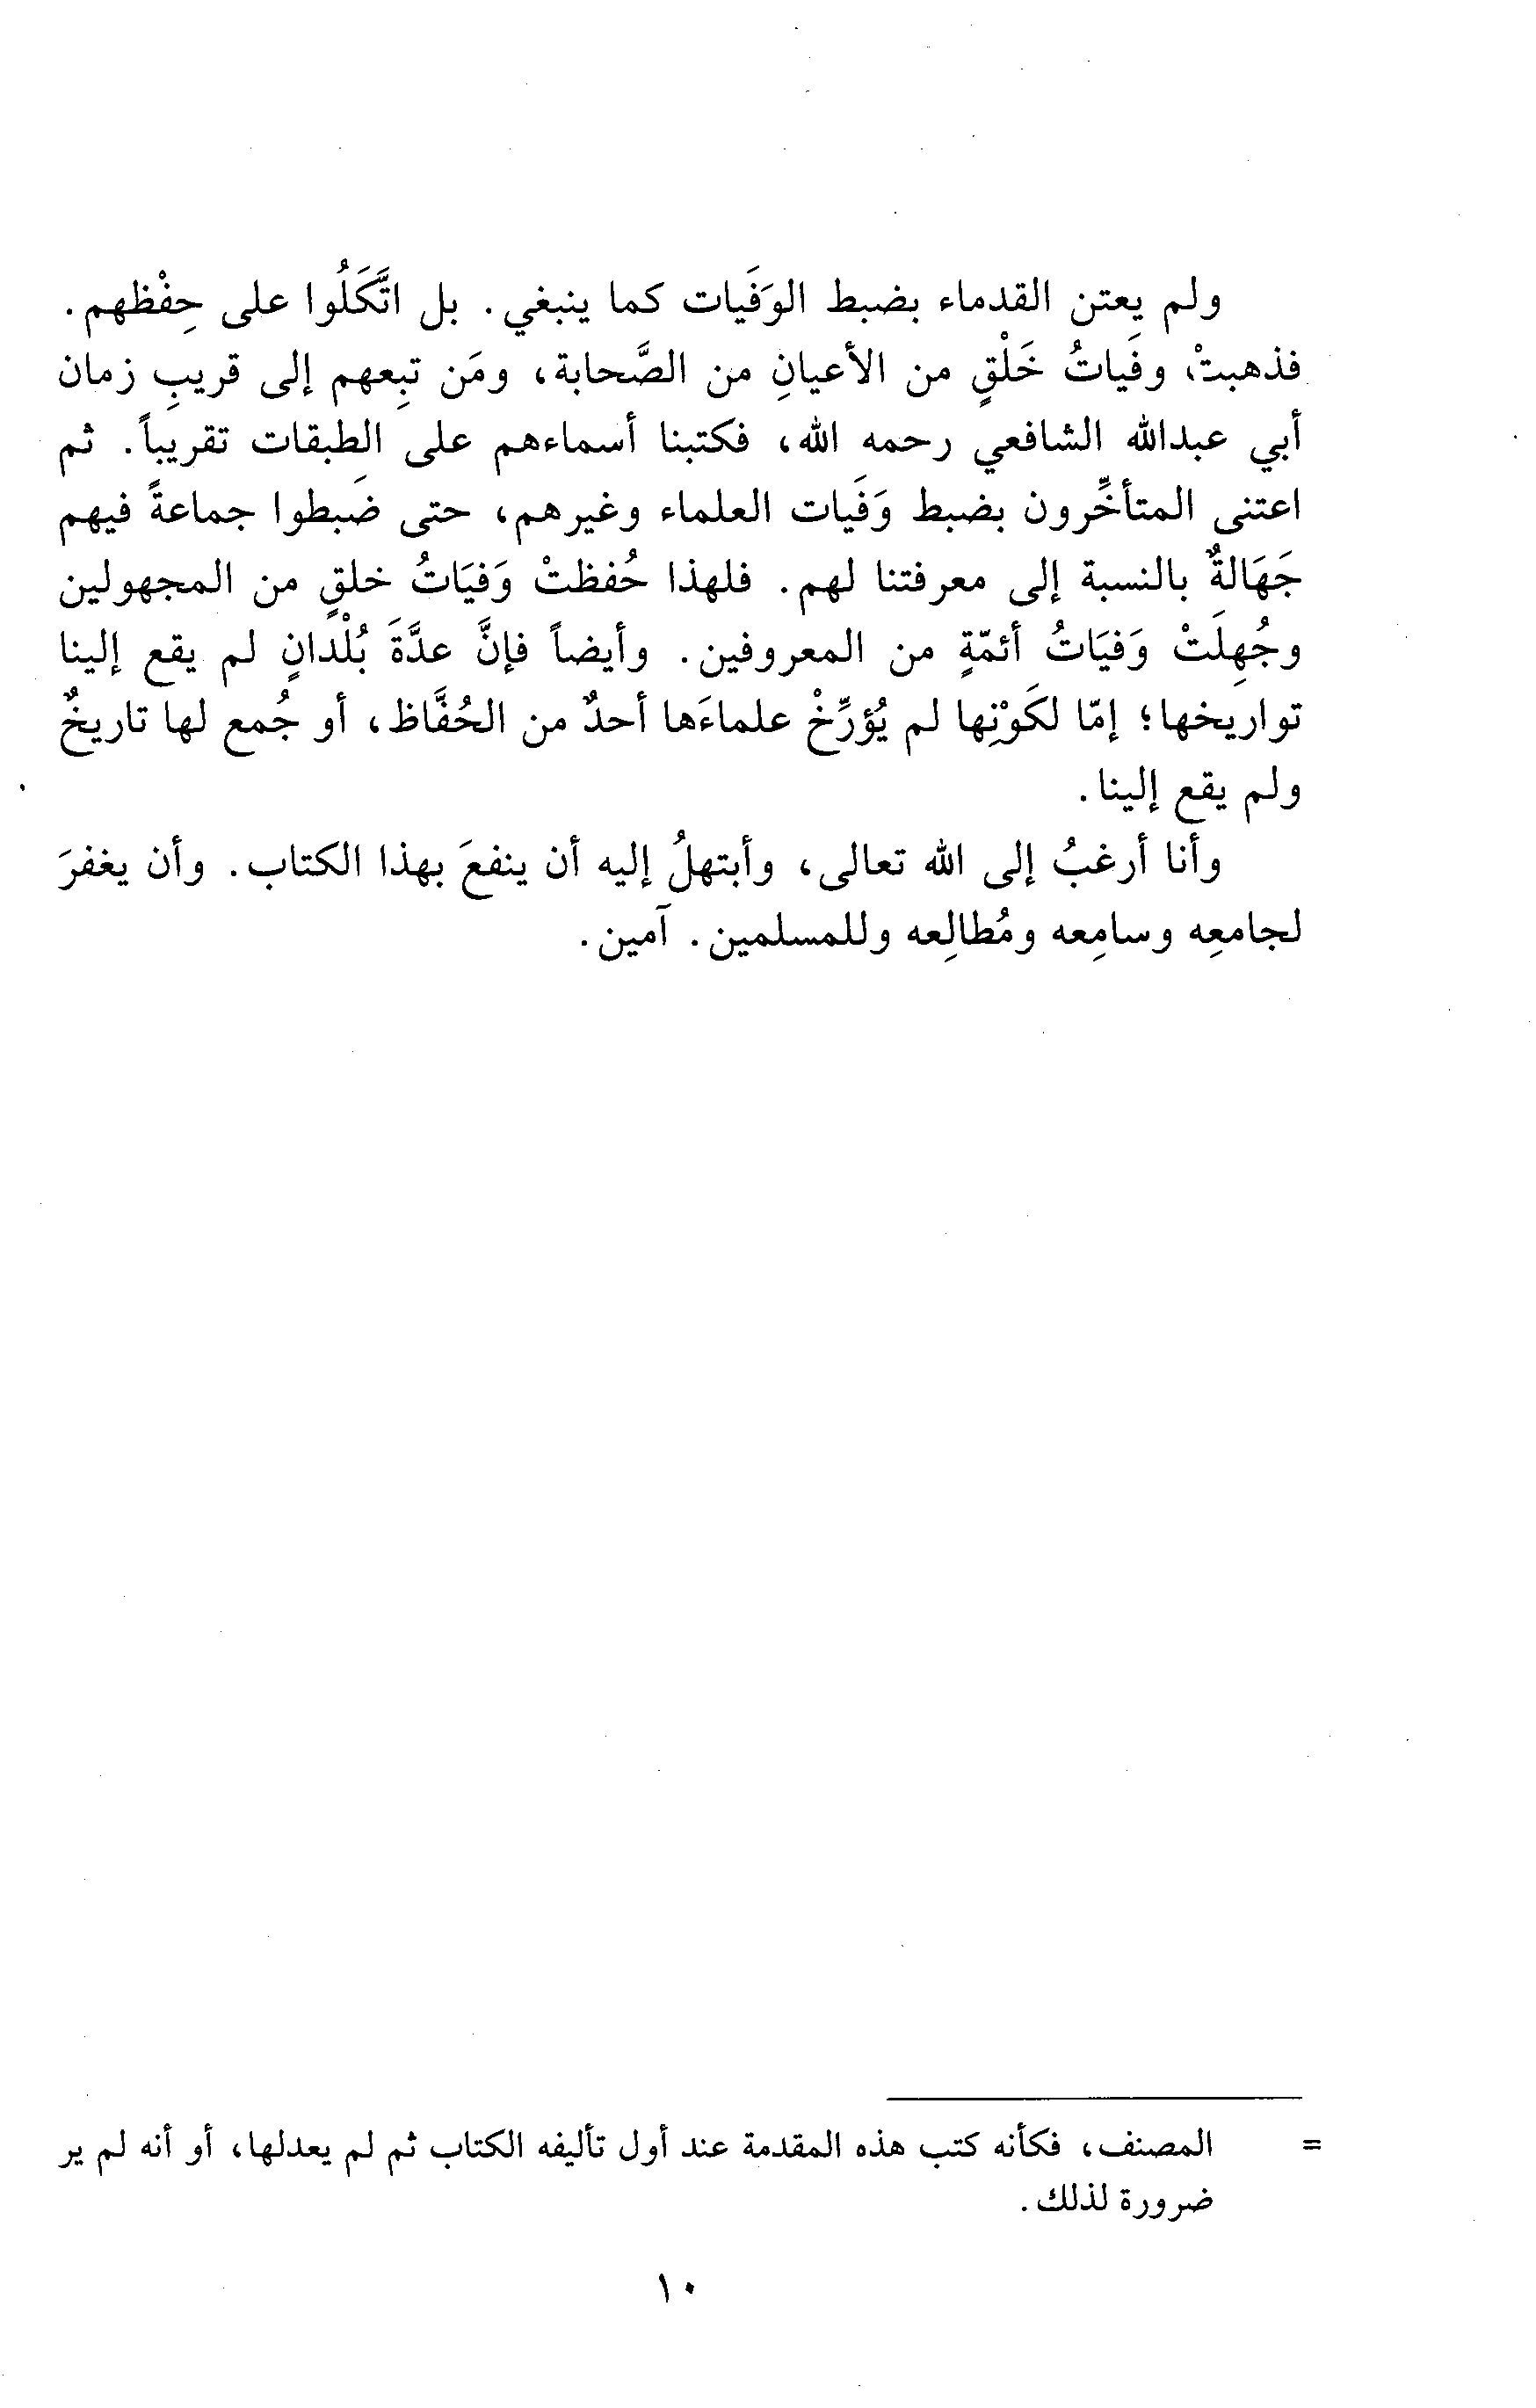 ولم يعتن القدماء بضبط الوَفَيات كما ينبغي. بل اتَّكَلُوا على حِفْظهم.
فذهبتْ، وفَياتُ خَلْقٍ من الأعيانِ من الصَّحابة، ومَن تبِعهم إلى قريبِ زمان
أبي عبدالله الشافعي رحمه الله، فكتبنا أسماءهم على الطبقات تقريباً. ثم
اعتنى المتأخِّرون بضبط وَفَيات العلماء وغيرهم، حتى ضَبطوا جماعةً فيهم
جَهَالةٌ بالنسبة إلى معرفتنا لهم. فلهذا حُفظتْ وَفيَاتُ خلقٍ من المجهولين
وجُهِلَتْ وَفيَاتُ أئمّةٍ من المعروفين. وأيضاً فإنَّ عدَّةَ بُلْدانٍ لم يقع إلينا
تواريخها؛ إمّا لكَوْنِها لم يُؤرِّخْ علماءَها أحدٌ من الحُفَّاظ، أو جُمع لها تاريخٌ
ولم يقع إلينا.
وأنا أرغبُ إلى الله تعالى، وأبتهلُ إليه أن ينفعَ بهذا الكتاب. وأن يغفرَ
لجامعِه وسامِعه ومُطالِعه وللمسلمين. آمين.
= المصنف، فكأنه كتب هذه المقدمة عند أول تأليفه الكتاب ثم لم يعدلها، أو أنه لم ير
ضرورة لذلك.
١٠